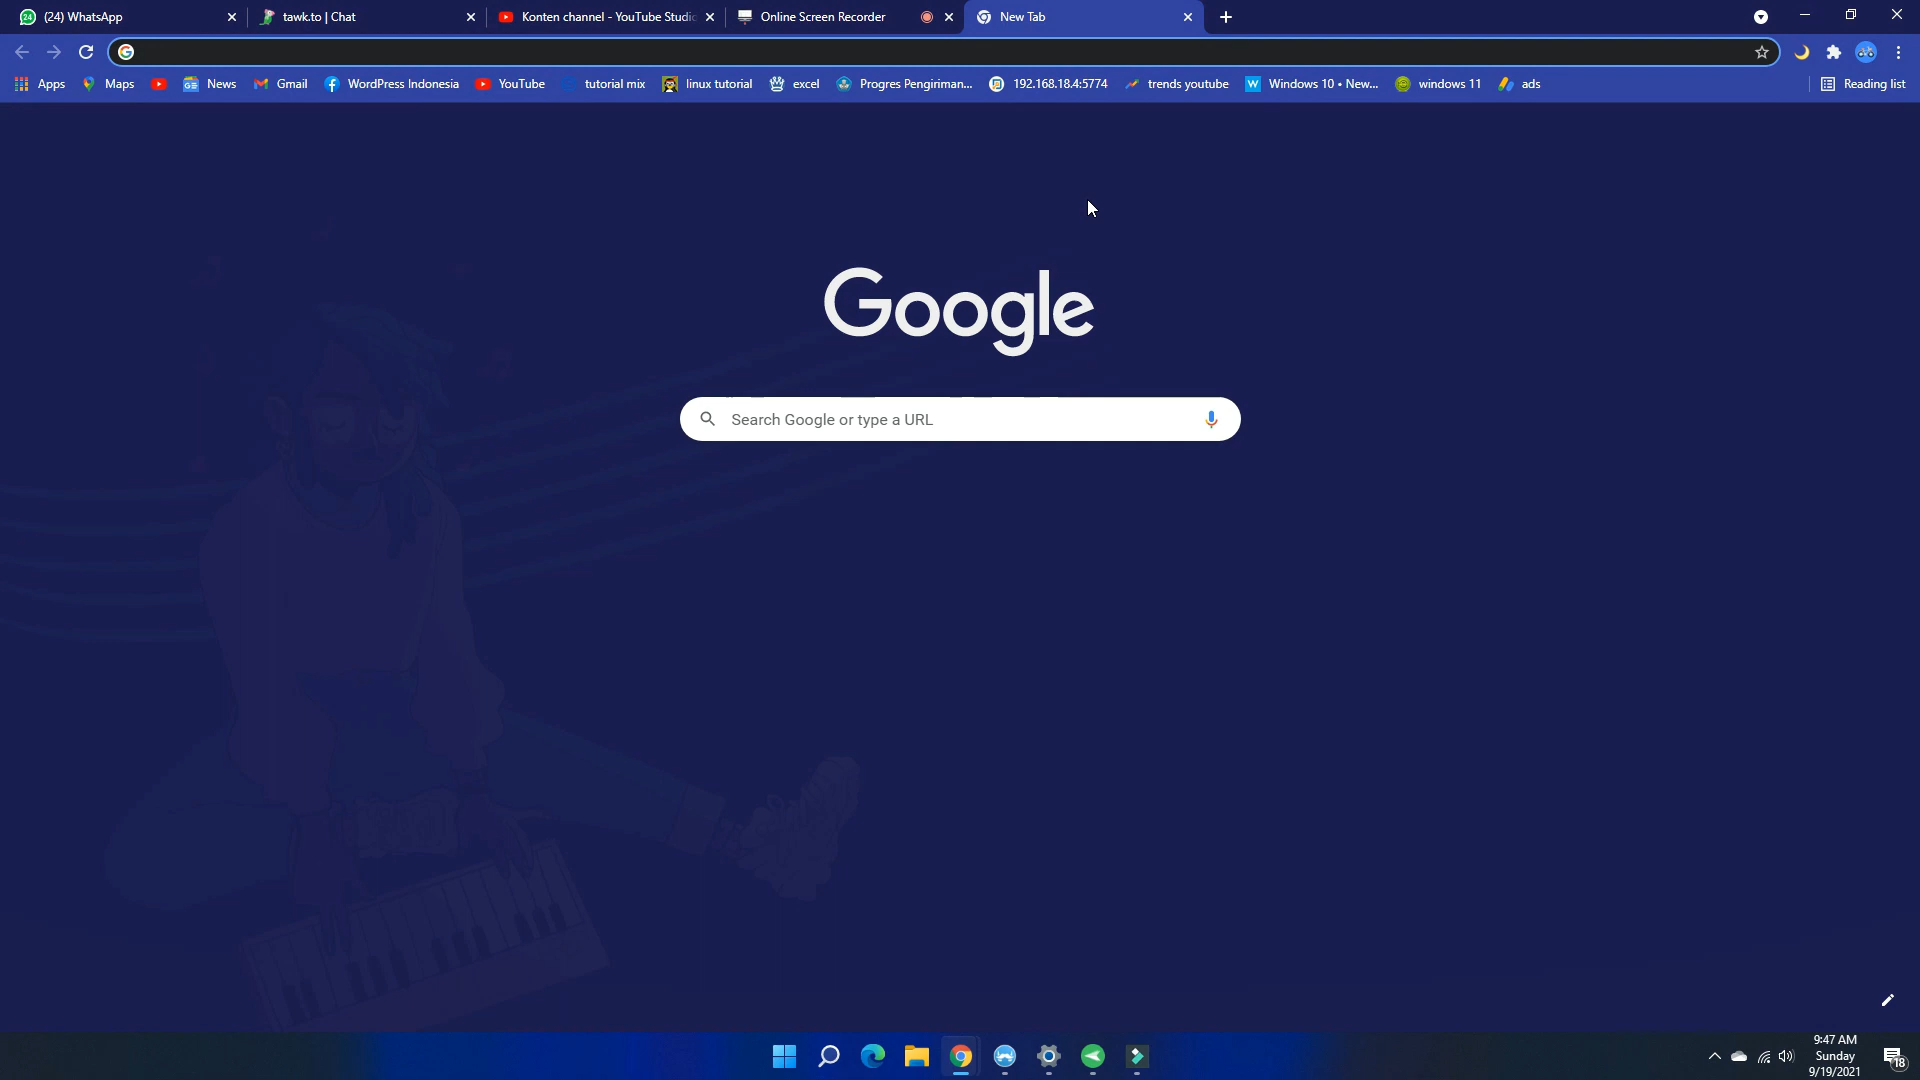 (24) WhatsApp
tawk.to | Chat
Konten channel - YouTube Studio
Online Screen Recorder
New Tab
Apps
Maps
News
Gmail
WordPress Indonesia
YouTube
tutorial mix
linux tutorial
excel
Progres Pengiriman...
192.168.18.4:5774
trends youtube
Windows 10 • New...
windows 11
ads
Reading list
Google
Search Google or type a URL
9:47 AM
Sunday
9/19/2021
18